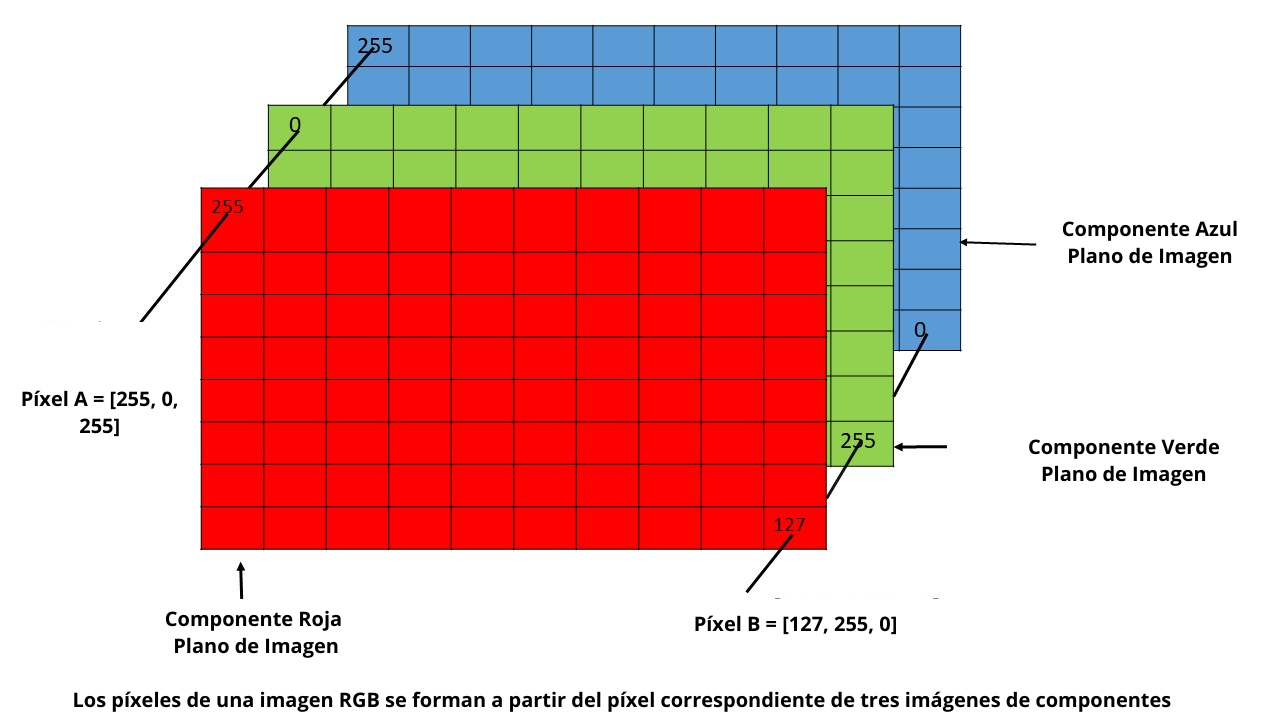 255
0
255
Componente Azul
Plano de Imagen
0
Píxel A = [255, 0,
255]
255
Componente Verde
Plano de Imagen
127
Componente Roja
Plano de Imagen
Píxel B = [127, 255, 0]
Los píxeles de una imagen RGB se forman a partir del píxel correspondiente de tres imágenes de componentes